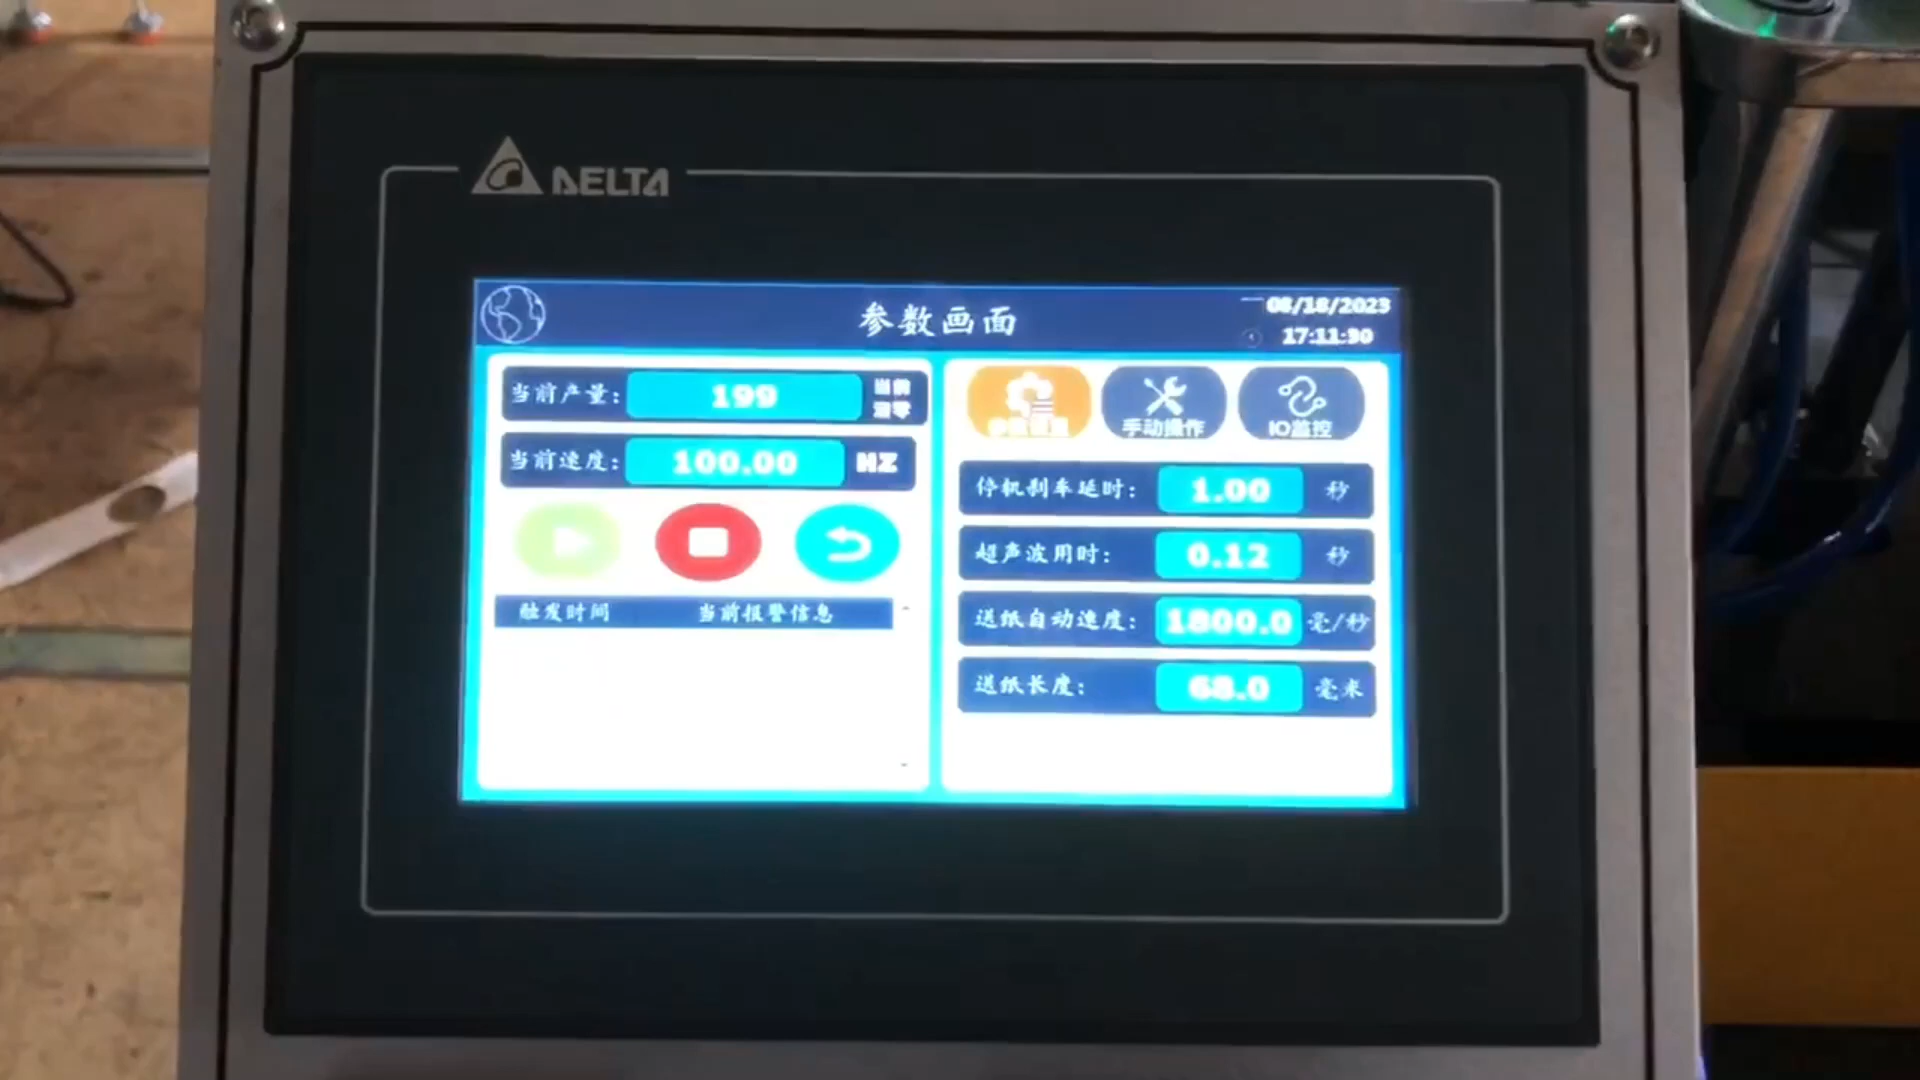 DELTA
参数画面
08/18/2023
17:11:30
当前产量: 199 当前清零
当前速度: 100.00 HZ
触发时间 当前报警信息
手动操作 IO监控
停机刹车延时: 1.00 秒
超声波用时: 0.12 秒
送纸自动速度: 1800.0 毫/秒
送纸长度: 68.0 毫米